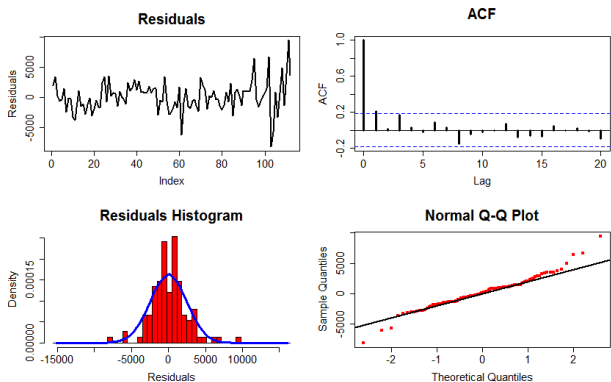 Residuals
Residuals
5000
0
-5000
0 20 40 60 80 100
Index
ACF
ACF
1.0
0.6
0.2
-0.2
0 5 10 15 20
Lag
Residuals Histogram
Density
0.00015
0.00000
-15000 -5000 0 5000 10000
Residuals
Normal Q-Q Plot
Sample Quantiles
5000
0
-5000
-2 -1 0 1 2
Theoretical Quantiles